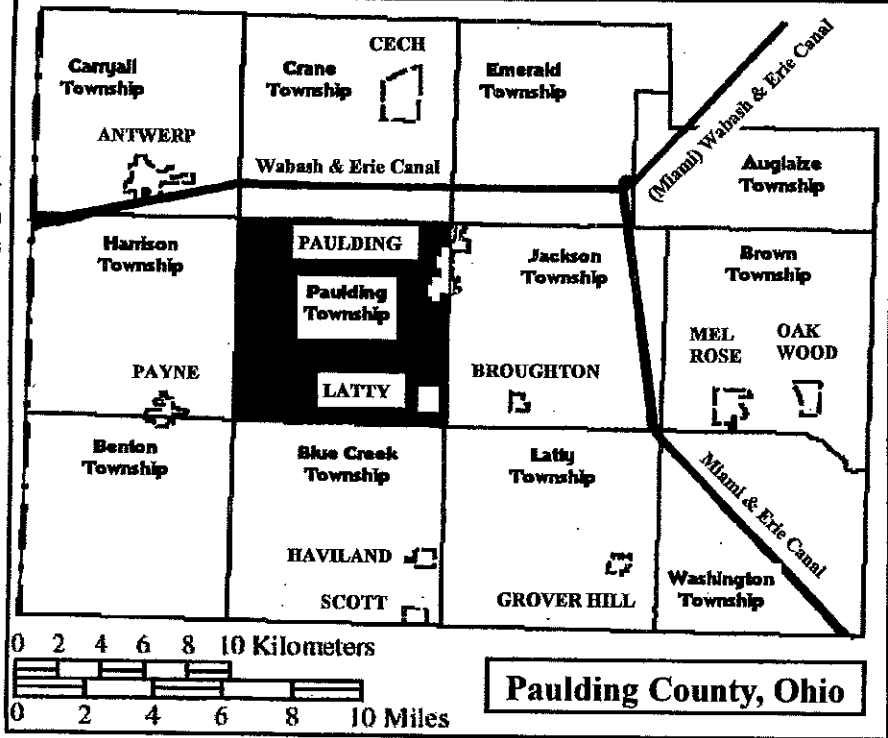 CECH
Carryall
Township
Crane
Township
Emerald
Township
(Miami) Wabash & Erie Canal
ANTWERP
Wabash & Erie Canal
Auglaize
Township
Harrison
Township
PAULDING
Paulding
Township
Jackson
Township
Brown
Township
MEL
ROSE
OAK
WOOD
PAYNE
LATTY
BROUGHTON
Benton
Township
Blue Creek
Township
Latty
Township
Miami & Erie Canal
HAVILAND
SCOTT
GROVER HILL
Washington
Township
0 2 4 6 8 10 Kilometers
0 2 4 6 8 10 Miles
Paulding County, Ohio